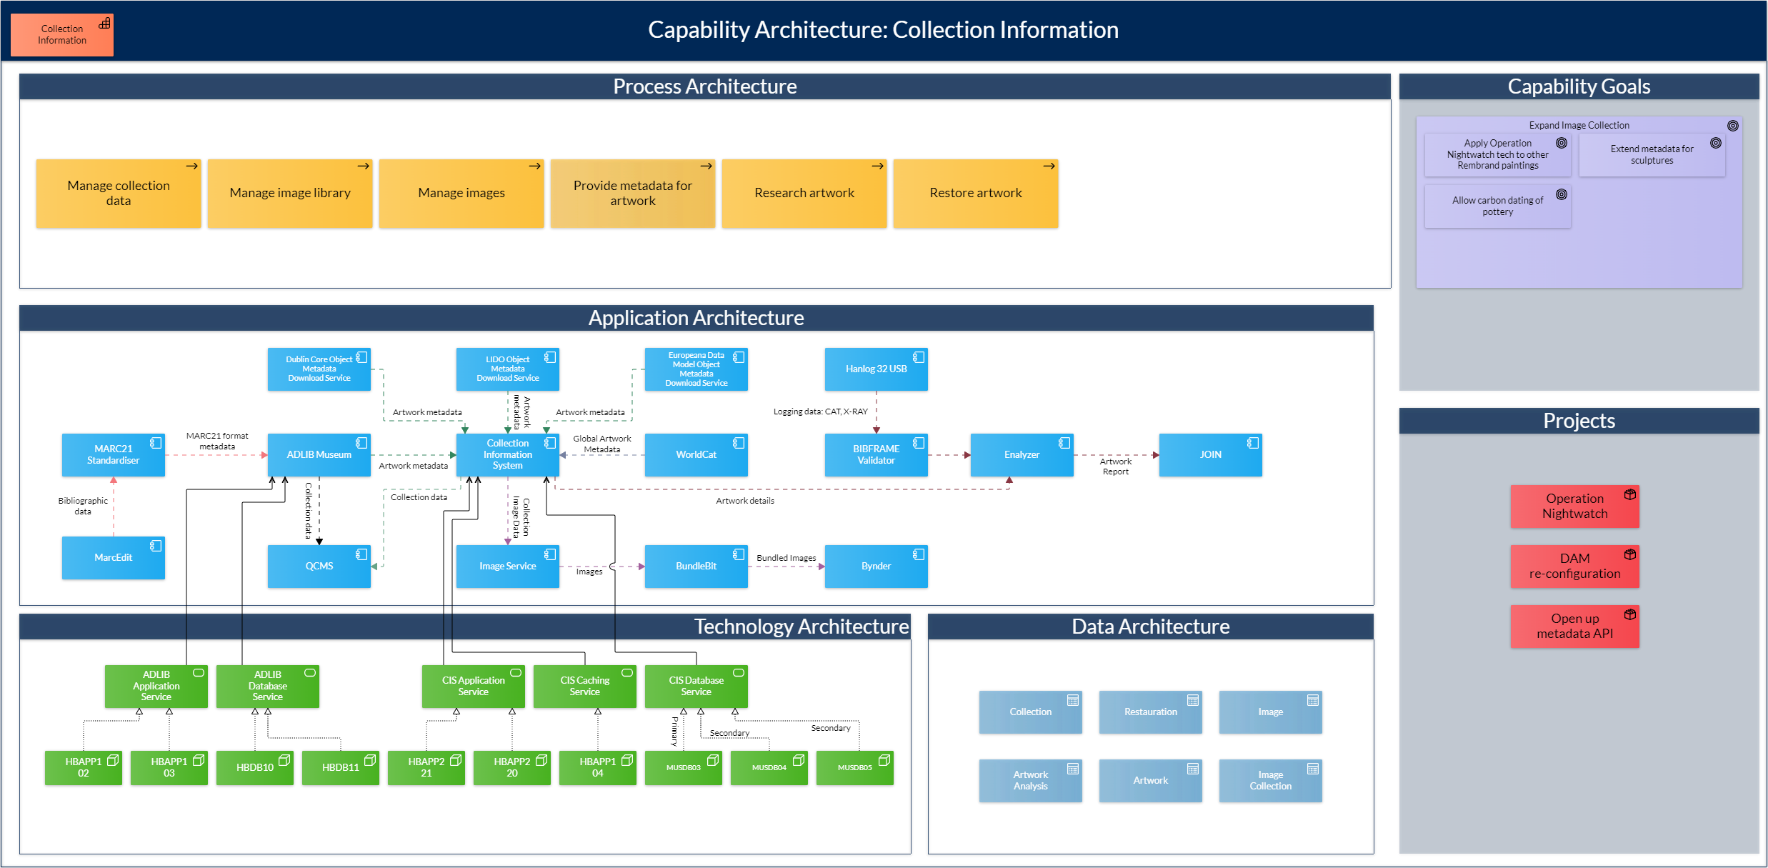 Collection
Information
Capability Architecture: Collection Information
Process Architecture
Manage collection
data
Manage image library
Manage images
Provide metadata for
artwork
Research artwork
Restore artwork
Capability Goals
Expand Image Collection
Apply Operation
Nightwatch tech to other
Rembrand paintings
Extend metadata for
sculptures
Allow carbon dating of
pottery
Application Architecture
Dublin Core Object
Metadata
Download Service
LIDO Object
Metadata
Download Service
Europeana Data
Model Object
Metadata
Download Service
Hanlog 32 USB
Artwork metadata
Artwork
metadata
Artwork metadata
Logging data: CAT, X-RAY
MARC21
Standardiser
MARC21 format
metadata
ADLIB Museum
Artwork metadata
Collection
Information
System
Global Artwork
Metadata
WorldCat
BIBFRAME
Validator
Enalyzer
Artwork
Report
JOIN
Bibliographic
data
Collection data
Collection data
Collection
Image Data
Artwork details
MarcEdit
QCMS
Image Service
Images
BundleBit
Bundled Images
Bynder
Projects
Operation
Nightwatch
DAM
re-configuration
Open up
metadata API
Technology Architecture
ADLIB
Application
Service
ADLIB
Database
Service
CIS Application
Service
CIS Caching
Service
CIS Database
Service
Primary
Secondary
Secondary
HBAPP1
02
HBAPP1
03
HBDB10
HBDB11
HBAPP2
21
HBAPP2
20
HBAPP1
04
MUSDB03
MUSDB04
MUSDB05
Data Architecture
Collection
Restauration
Image
Artwork
Analysis
Artwork
Image
Collection